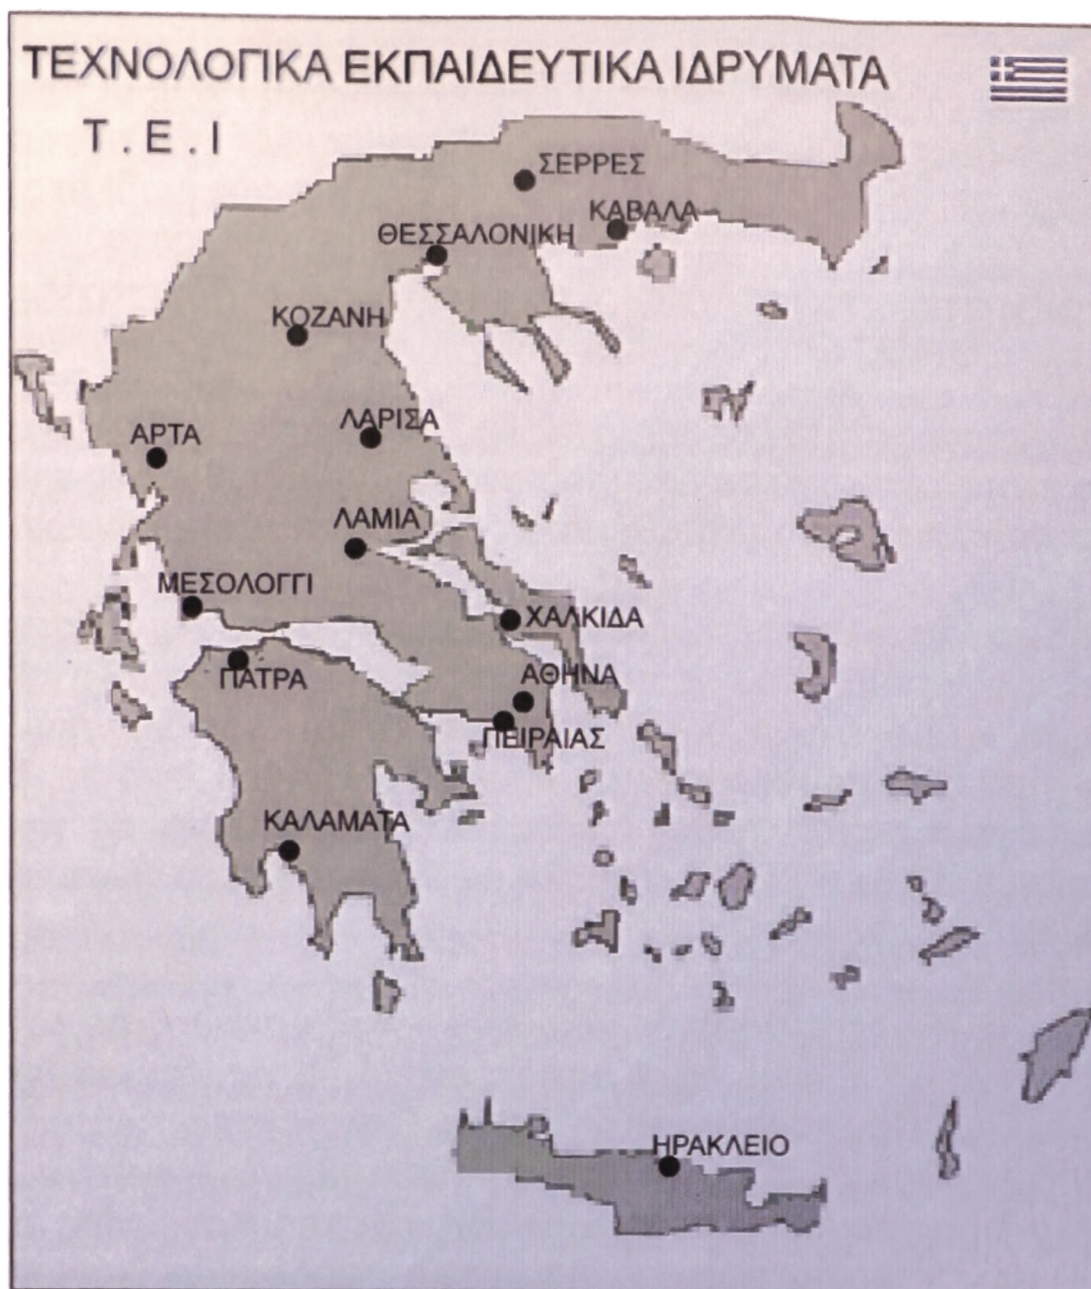 ΤΕΧΝΟΛΟΓΙΚΑ ΕΚΠΑΙΔΕΥΤΙΚΑ ΙΔΡΥΜΑΤΑ
Τ . Ε . Ι
ΣΕΡΡΕΣ
ΚΑΒΑΛΑ
ΘΕΣΣΑΛΟΝΙΚΗ
ΚΟΖΑΝΗ
ΛΑΡΙΣΑ
ΑΡΤΑ
ΛΑΜΙΑ
ΜΕΣΟΛΟΓΓΙ
ΧΑΛΚΙΔΑ
ΑΘΗΝΑ
ΠΑΤΡΑ
ΠΕΙΡΑΙΑΣ
ΚΑΛΑΜΑΤΑ
ΗΡΑΚΛΕΙΟ